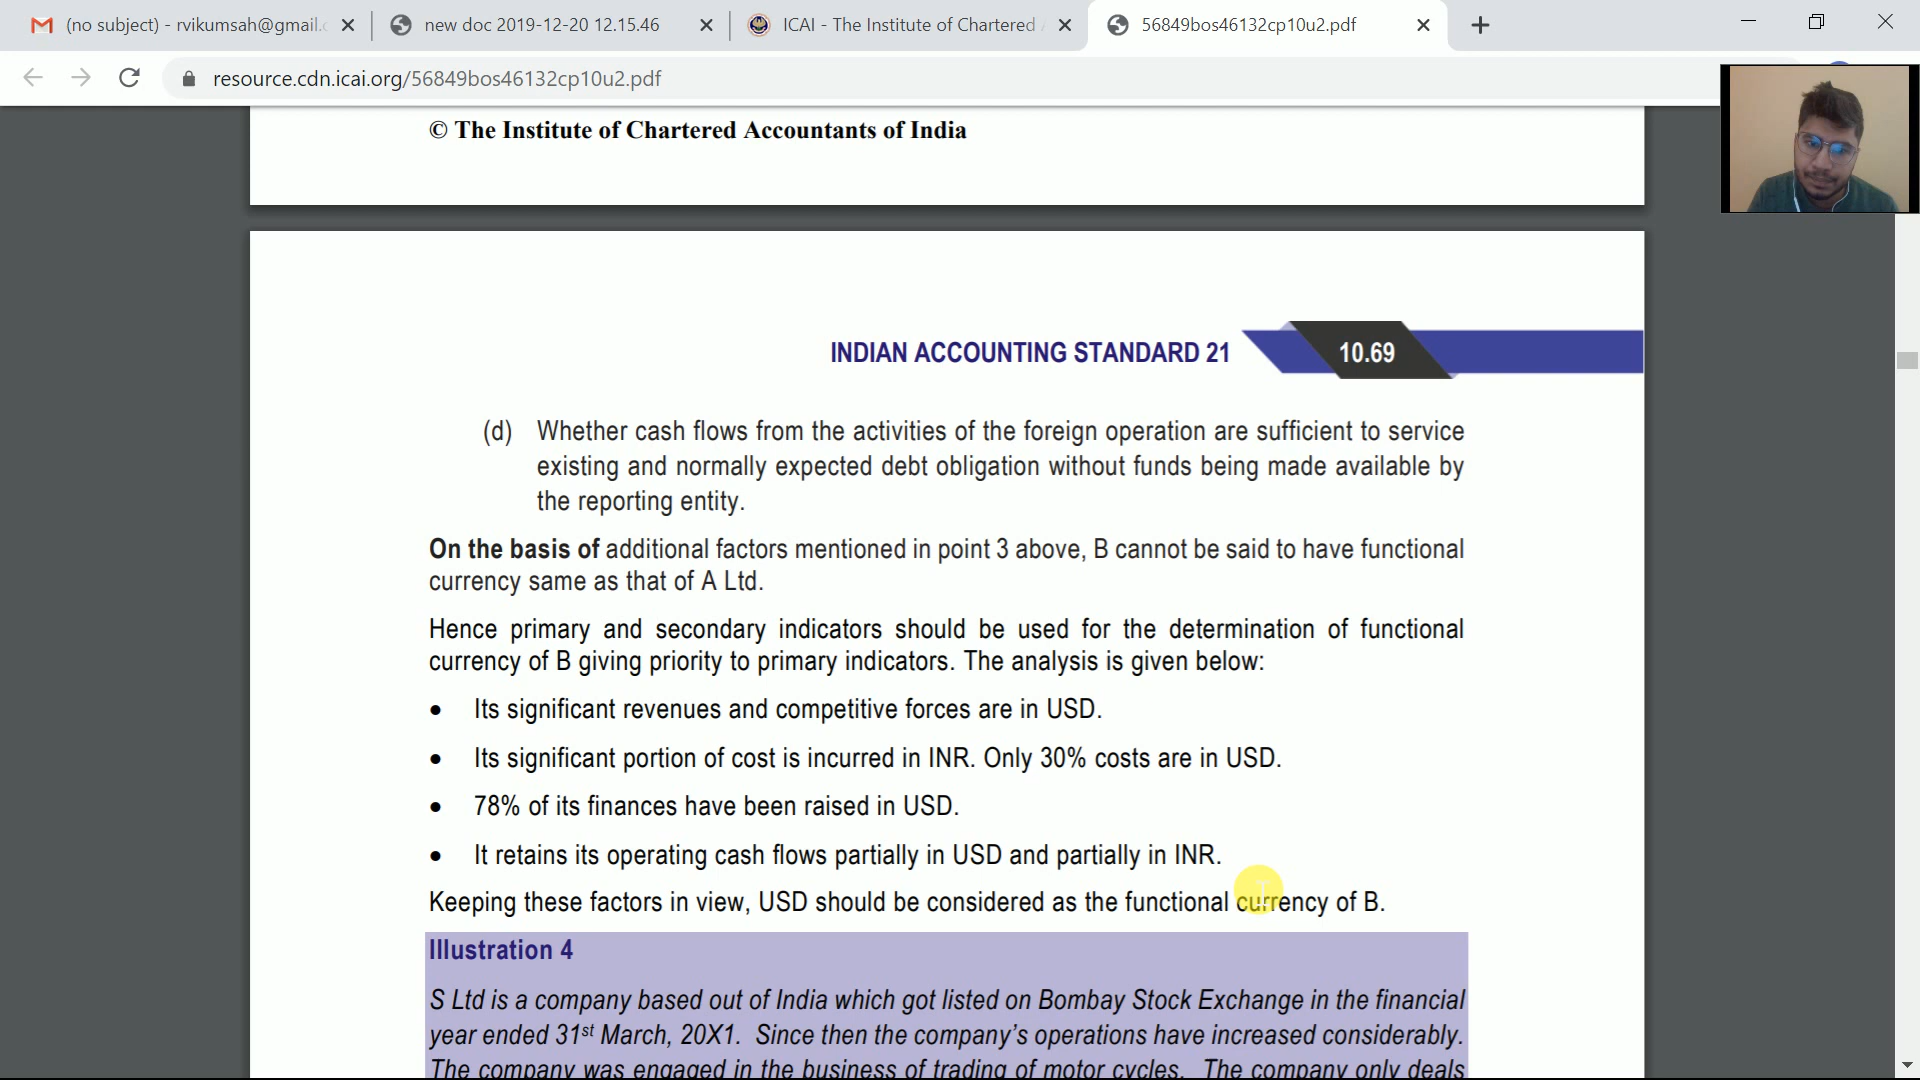 (no subject) - rvikumsah@gmail.
new doc 2019-12-20 12.15.46
ICAI - The Institute of Chartered
56849bos46132cp10u2.pdf
resource.cdn.icai.org/56849bos46132cp10u2.pdf
© The Institute of Chartered Accountants of India
INDIAN ACCOUNTING STANDARD 21
10.69
(d) Whether cash flows from the activities of the foreign operation are sufficient to service
existing and normally expected debt obligation without funds being made available by
the reporting entity.
On the basis of additional factors mentioned in point 3 above, B cannot be said to have functional
currency same as that of A Ltd.
Hence primary and secondary indicators should be used for the determination of functional
currency of B giving priority to primary indicators. The analysis is given below:
• Its significant revenues and competitive forces are in USD.
• Its significant portion of cost is incurred in INR. Only 30% costs are in USD.
• 78% of its finances have been raised in USD.
• It retains its operating cash flows partially in USD and partially in INR.
Keeping these factors in view, USD should be considered as the functional currency of B.
Illustration 4
S Ltd is a company based out of India which got listed on Bombay Stock Exchange in the financial
year ended 31st March, 20X1. Since then the company's operations have increased considerably.
The company was engaged in the business of trading of motor cycles. The company only deals